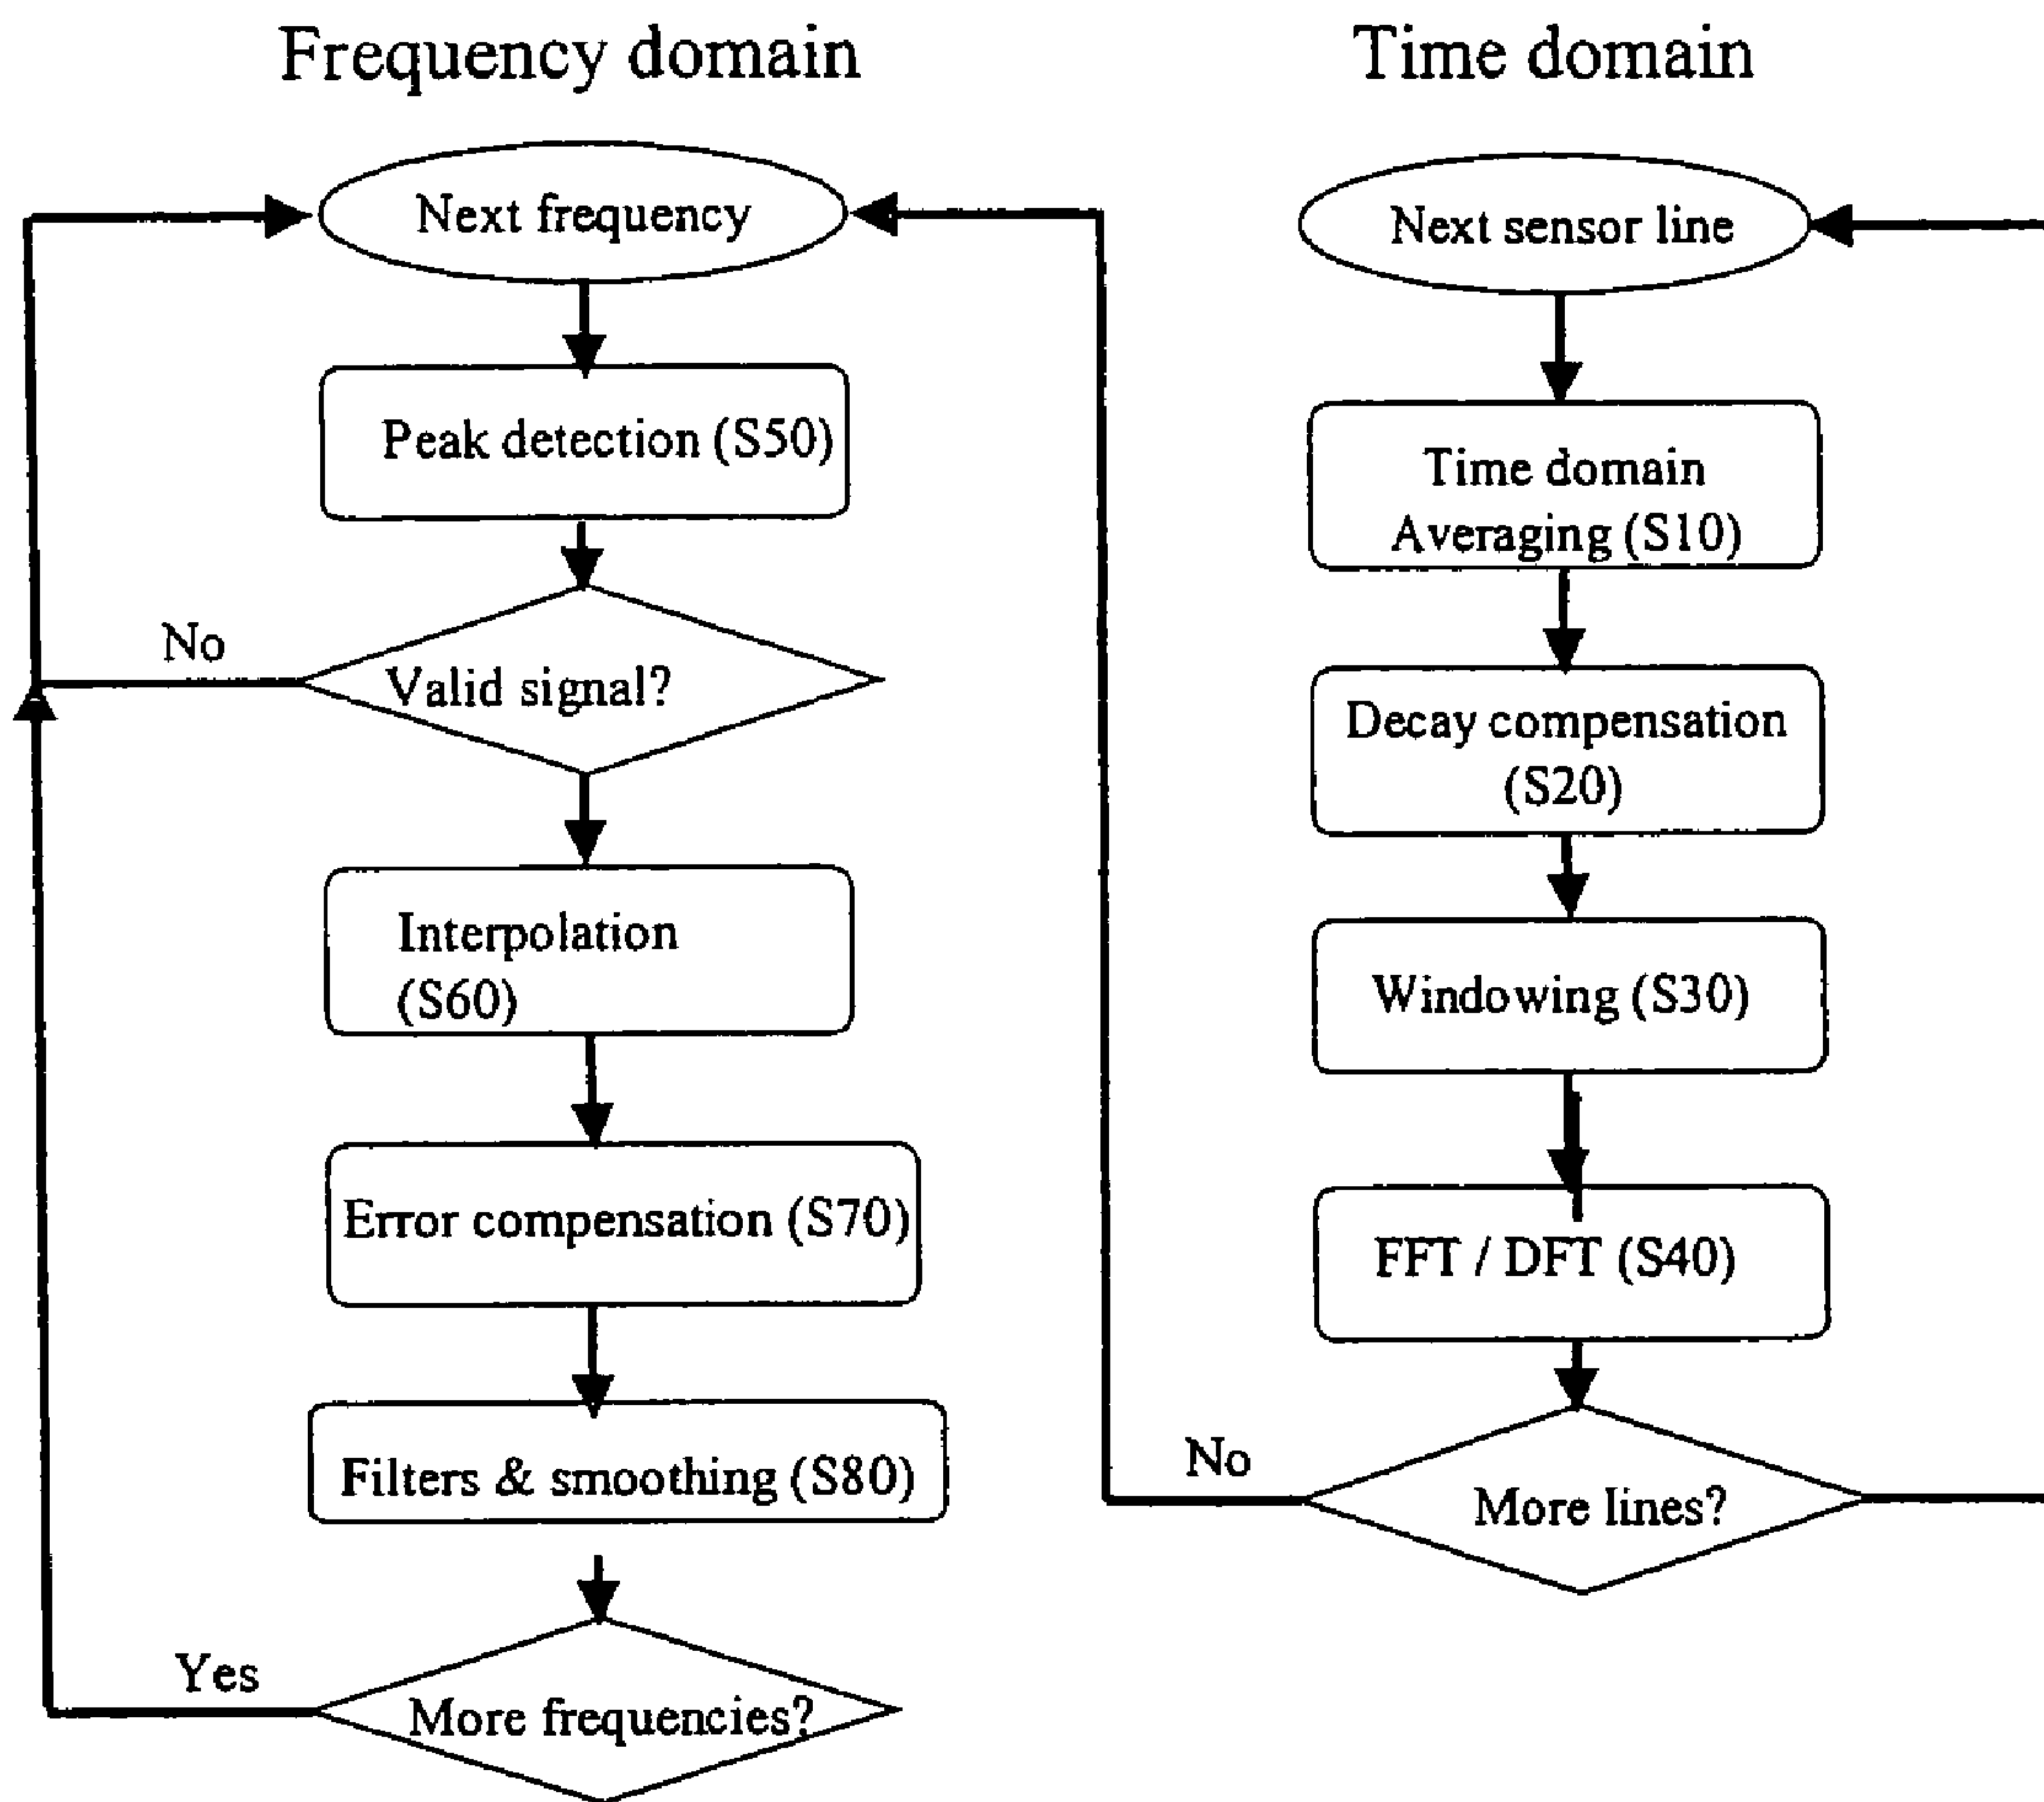 Frequency domain
Next frequency
Peak detection (S50)
No
Valid signal?
Interpolation
(S60)
Error compensation (S70)
Filters & smoothing (S80)
Yes
More frequencies?
Time domain
Next sensor line
Time domain
Averaging (S10)
Decay compensation
(S20)
Windowing (S30)
FFT / DFT (S40)
No
More lines?